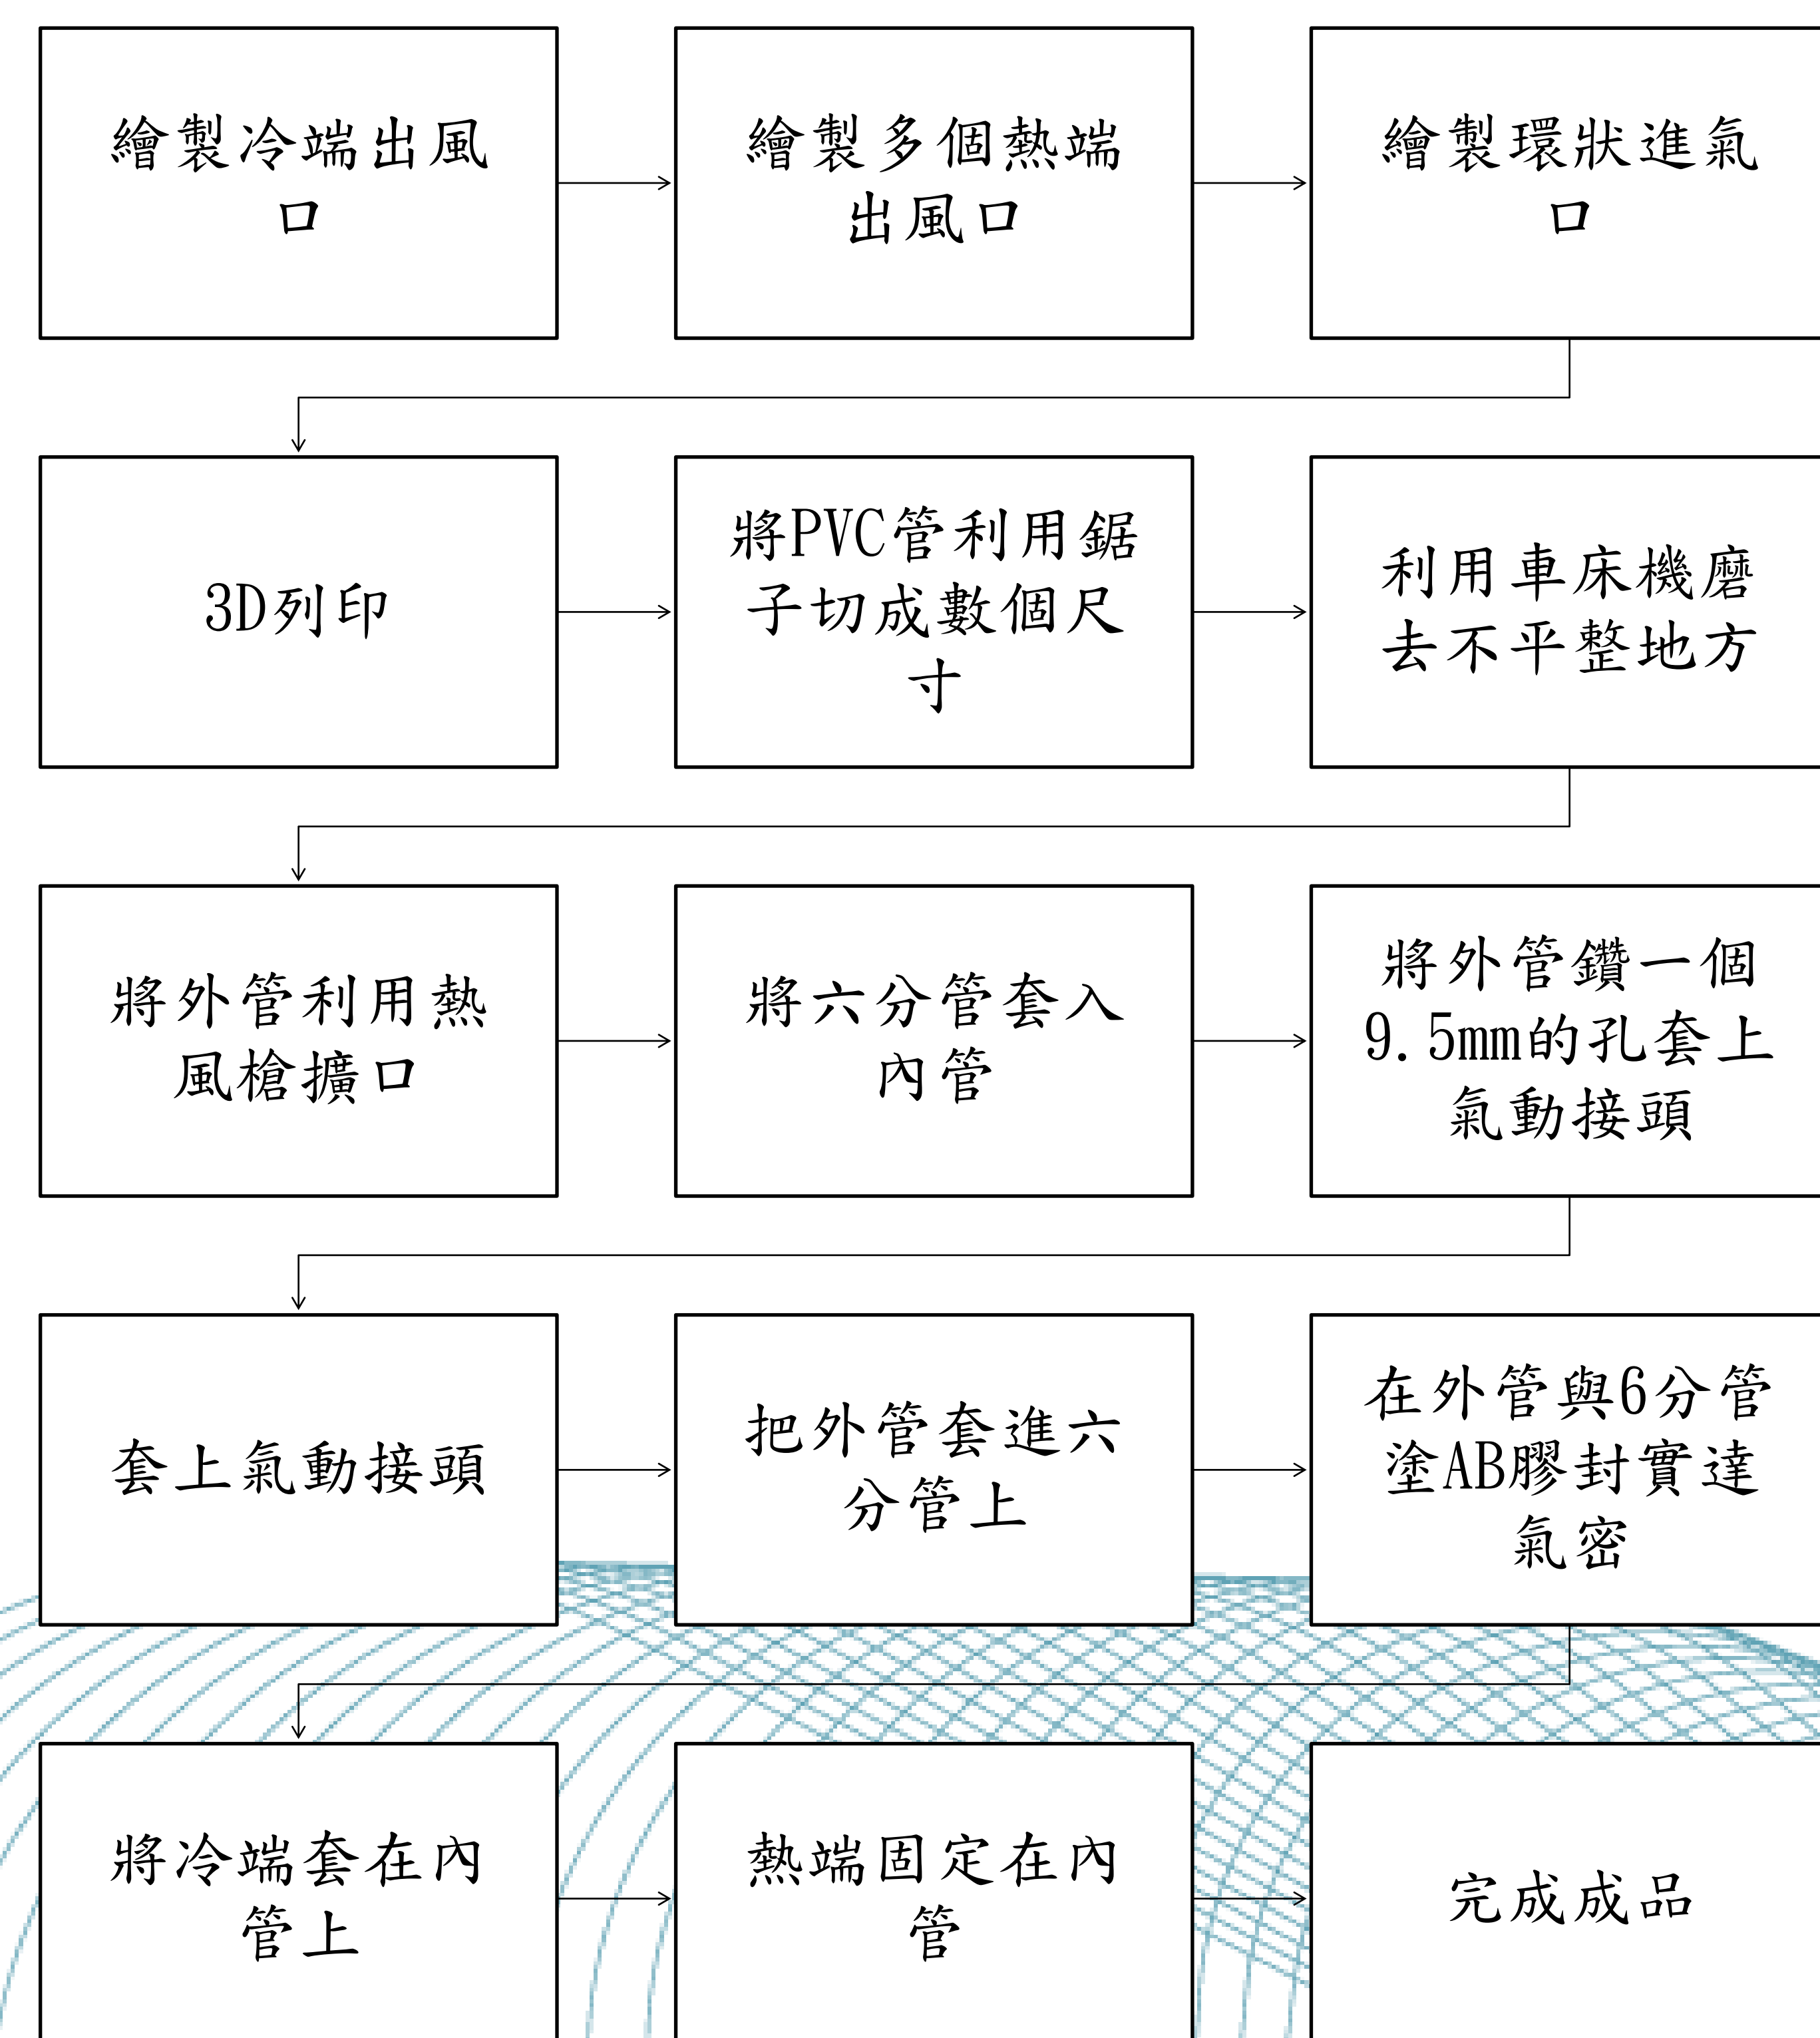 繪製冷端出風
口
繪製多個熱端
出風口
繪製環狀進氣
口
3D列印
將PVC管利用鋸
子切成數個尺
寸
利用車床機磨
去不平整地方
將外管利用熱
風槍擴口
將六分管套入
內管
將外管鑽一個
9.5mm的孔套上
氣動接頭
套上氣動接頭
把外管套進六
分管上
在外管與6分管
塗AB膠封實達
氣密
將冷端套在內
管上
熱端固定在內
管
完成成品